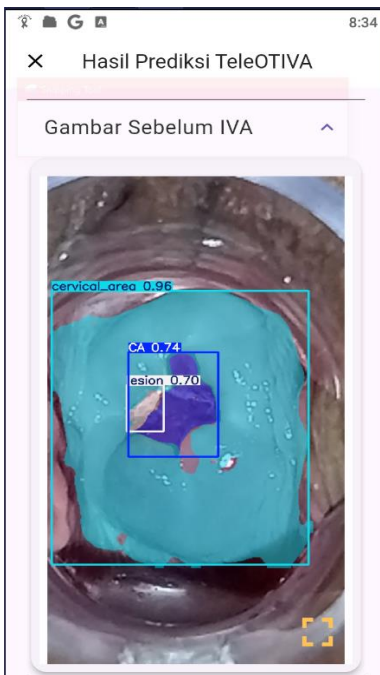 8:34
Hasil Prediksi TeleOTIVA
Gambar Sebelum IVA
cervical_area 0.96
CA 0.74
esion 0.70